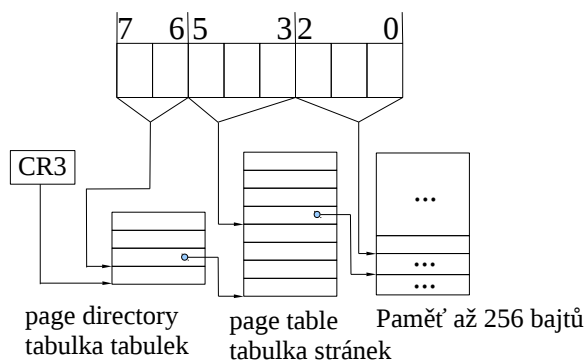 7 6 5 3 2 0
CR3
...
...
...
page directory
tabulka tabulek
page table
tabulka stránek
Paměť až 256 bajtů